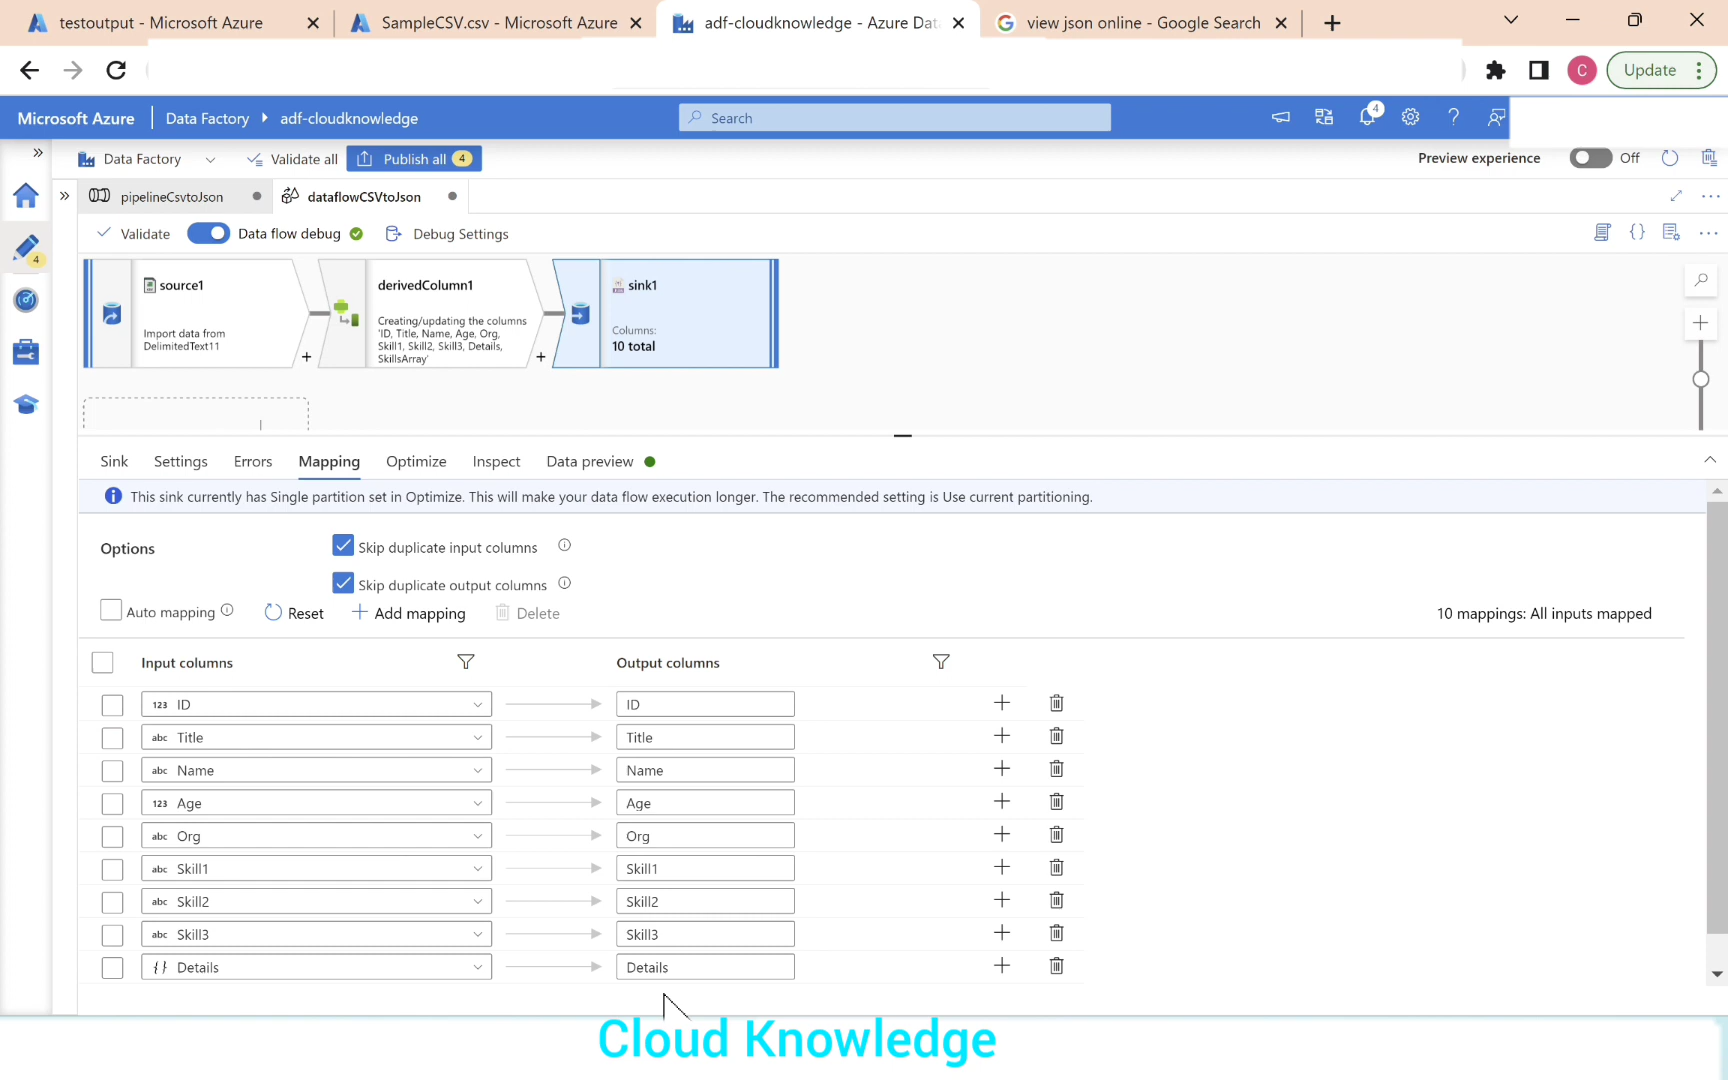 testoutput - Microsoft Azure
SampleCSV.csv - Microsoft Azure
adf-cloudknowledge - Azure Dat
view json online - Google Search
C
Update
Microsoft Azure
Data Factory
adf-cloudknowledge
Search
4
Data Factory
Validate all
Publish all 4
Preview experience
Off
pipelineCsvtoJson
dataflowCSVtoJson
4
Validate
Data flow debug
Debug Settings
source1
Import data from
DelimitedText11
derivedColumn1
Creating/updating the columns
'ID, Title, Name, Age, Org,
Skill1, Skill2, Skill3, Details,
SkillsArray'
sink1
Columns:
10 total
Sink
Settings
Errors
Mapping
Optimize
Inspect
Data preview
This sink currently has Single partition set in Optimize. This will make your data flow execution longer. The recommended setting is Use current partitioning.
Options
Skip duplicate input columns
Skip duplicate output columns
Auto mapping
Reset
Add mapping
Delete
10 mappings: All inputs mapped
Input columns
Output columns
123 ID
ID
abc Title
Title
abc Name
Name
123 Age
Age
abc Org
Org
abc Skill1
Skill1
abc Skill2
Skill2
abc Skill3
Skill3
{ } Details
Details
Cloud Knowledge